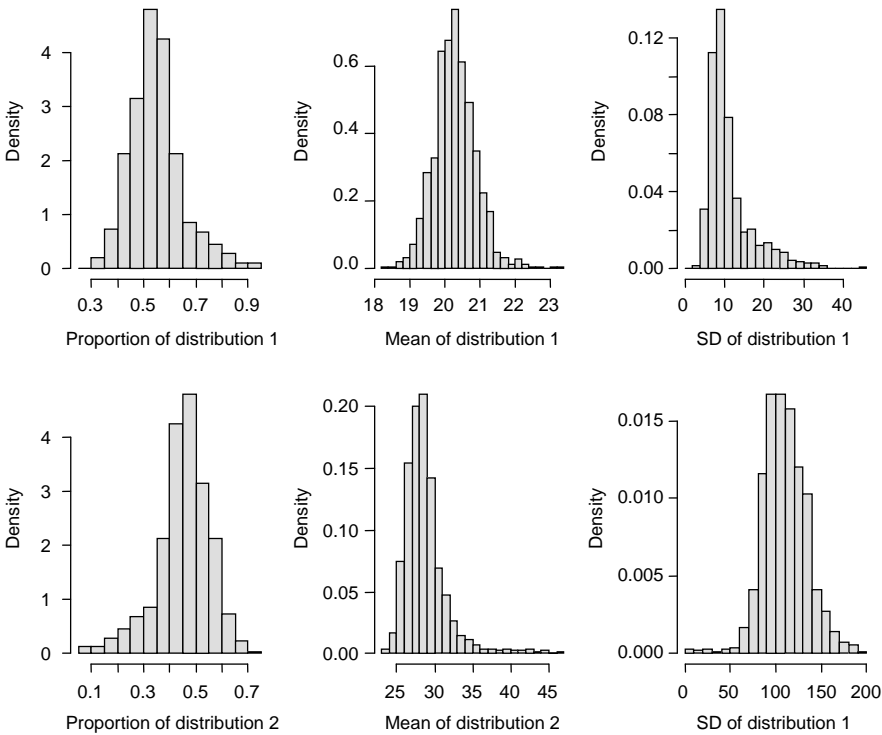 Density
4
3
2
1
0
0.3 0.5 0.7 0.9
Proportion of distribution 1
Density
0.6
0.4
0.2
0.0
18 19 20 21 22 23
Mean of distribution 1
Density
0.12
0.08
0.04
0.00
0 10 20 30 40
SD of distribution 1
Density
4
3
2
1
0
0.1 0.3 0.5 0.7
Proportion of distribution 2
Density
0.20
0.15
0.10
0.05
0.00
25 30 35 40 45
Mean of distribution 2
Density
0.015
0.010
0.005
0.000
0 50 100 150 200
SD of distribution 1